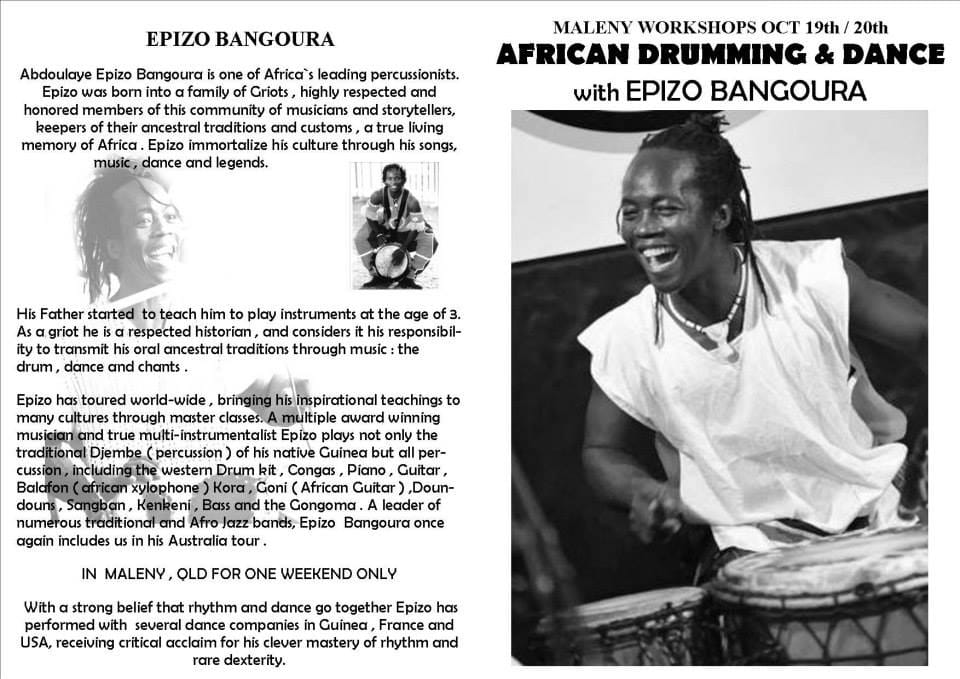 EPIZO BANGOURA
Abdoulaye Epizo Bangoura is one of Africa`s leading percussionists.
Epizo was born into a family of Griots , highly respected and
honored members of this community of musicians and storytellers,
keepers of their ancestral traditions and customs , a true living
memory of Africa . Epizo immortalize his culture through his songs,
music , dance and legends.
His Father started  to teach him to play instruments at the age of 3.
As a griot he is a respected historian , and considers it his responsibil-
ity to transmit his oral ancestral traditions through music : the
drum , dance and chants .
Epizo has toured world-wide , bringing his inspirational teachings to
many cultures through master classes. A multiple award winning
musician and true multi-instrumentalist Epizo plays not only the
traditional Djembe ( percussion ) of his native Guinea but all per-
cussion , including the western Drum kit , Congas , Piano , Guitar ,
Balafon ( african xylophone ) Kora , Goni ( African Guitar ) ,Doun-
douns , Sangban , Kenkeni , Bass and the Gongoma . A leader of
numerous traditional and Afro Jazz bands, Epizo  Bangoura once
again includes us in his Australia tour .
IN  MALENY , QLD FOR ONE WEEKEND ONLY
With a strong belief that rhythm and dance go together Epizo has
performed with  several dance companies in Guinea , France and
USA, receiving critical acclaim for his clever mastery of rhythm and
rare dexterity.
MALENY WORKSHOPS OCT 19th / 20th
AFRICAN DRUMMING & DANCE
with EPIZO BANGOURA